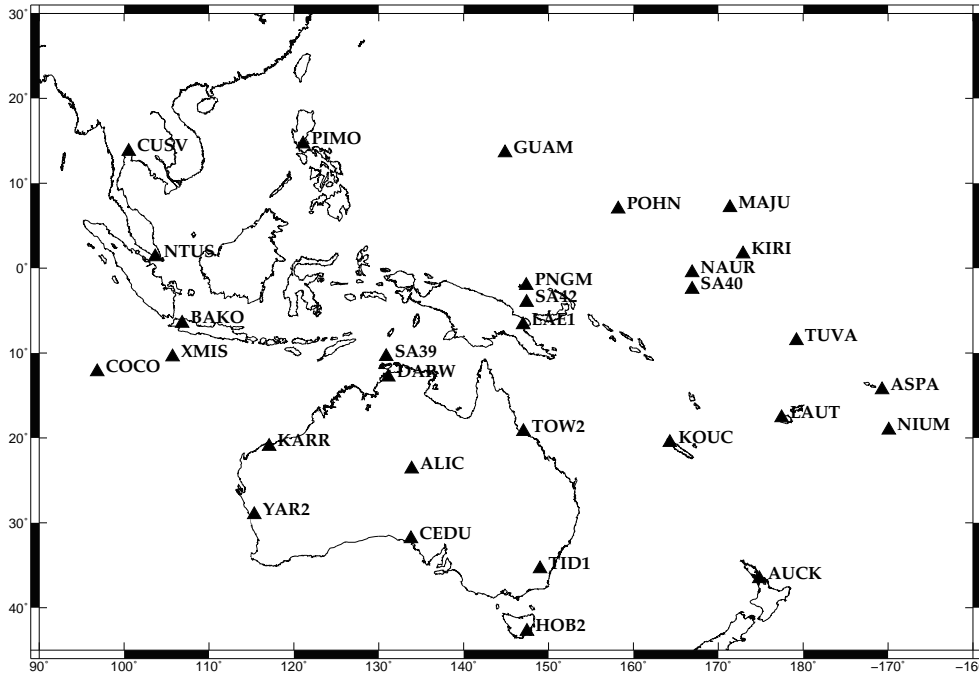 30˚
20˚
10˚
0˚
10˚
20˚
30˚
40˚
CUSV
PIMO
GUAM
POHN
MAJU
KIRI
NTUS
NAUR
SA40
PNGM
SA42
LAE1
BAKO
TUVA
XMIS
COCO
SA39
DARW
ASPA
LAUT
NIUM
TOW2
KOUC
KARR
ALIC
YAR2
CEDU
TID1
AUCK
HOB2
90˚ 100˚ 110˚ 120˚ 130˚ 140˚ 150˚ 160˚ 170˚ 180˚ −170˚